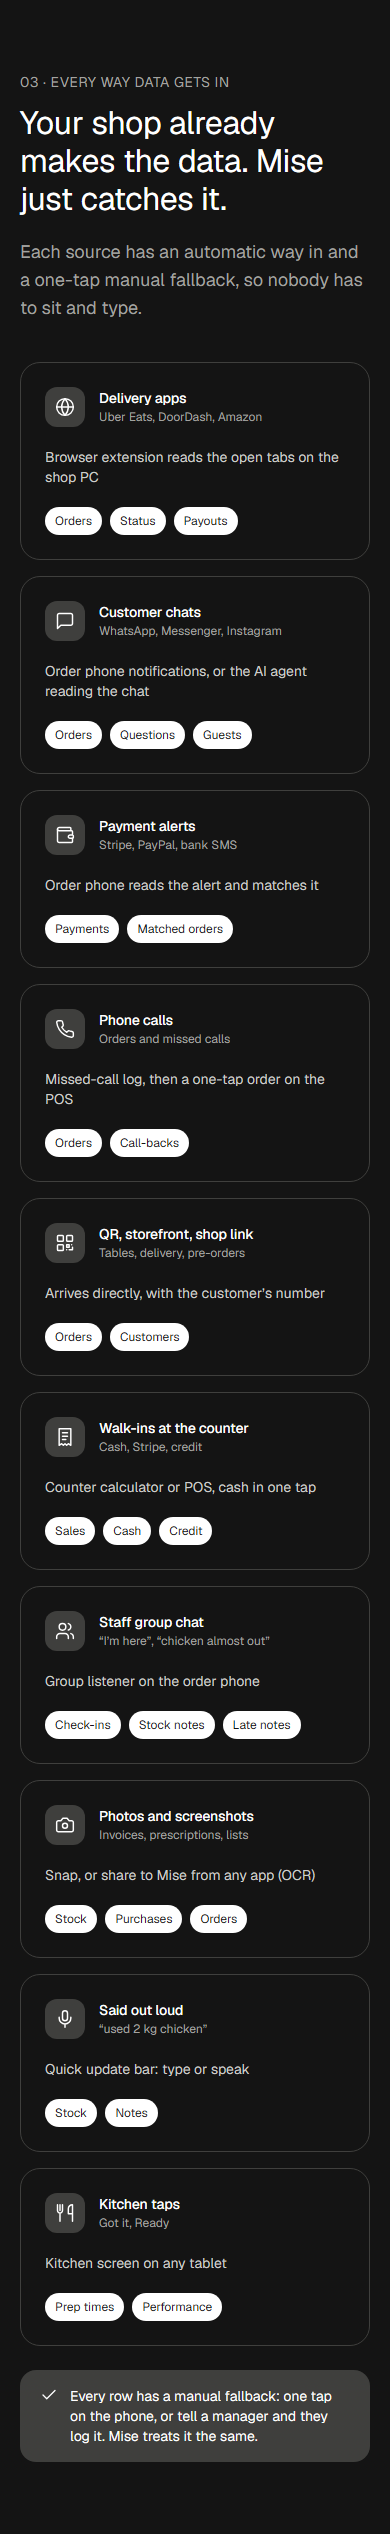 03 · EVERY WAY DATA GETS IN
Your shop already
makes the data. Mise
just catches it.
Each source has an automatic way in and
a one-tap manual fallback, so nobody has
to sit and type.
Delivery apps
Uber Eats, DoorDash, Amazon
Browser extension reads the open tabs on the
shop PC
Orders Status Payouts
Customer chats
WhatsApp, Messenger, Instagram
Order phone notifications, or the AI agent
reading the chat
Orders Questions Guests
Payment alerts
Stripe, PayPal, bank SMS
Order phone reads the alert and matches it
Payments Matched orders
Phone calls
Orders and missed calls
Missed-call log, then a one-tap order on the
POS
Orders Call-backs
QR, storefront, shop link
Tables, delivery, pre-orders
Arrives directly, with the customer’s number
Orders Customers
Walk-ins at the counter
Cash, Stripe, credit
Counter calculator or POS, cash in one tap
Sales Cash Credit
Staff group chat
“I’m here”, “chicken almost out”
Group listener on the order phone
Check-ins Stock notes Late notes
Photos and screenshots
Invoices, prescriptions, lists
Snap, or share to Mise from any app (OCR)
Stock Purchases Orders
Said out loud
“used 2 kg chicken”
Quick update bar: type or speak
Stock Notes
Kitchen taps
Got it, Ready
Kitchen screen on any tablet
Prep times Performance
Every row has a manual fallback: one tap
on the phone, or tell a manager and they
log it. Mise treats it the same.